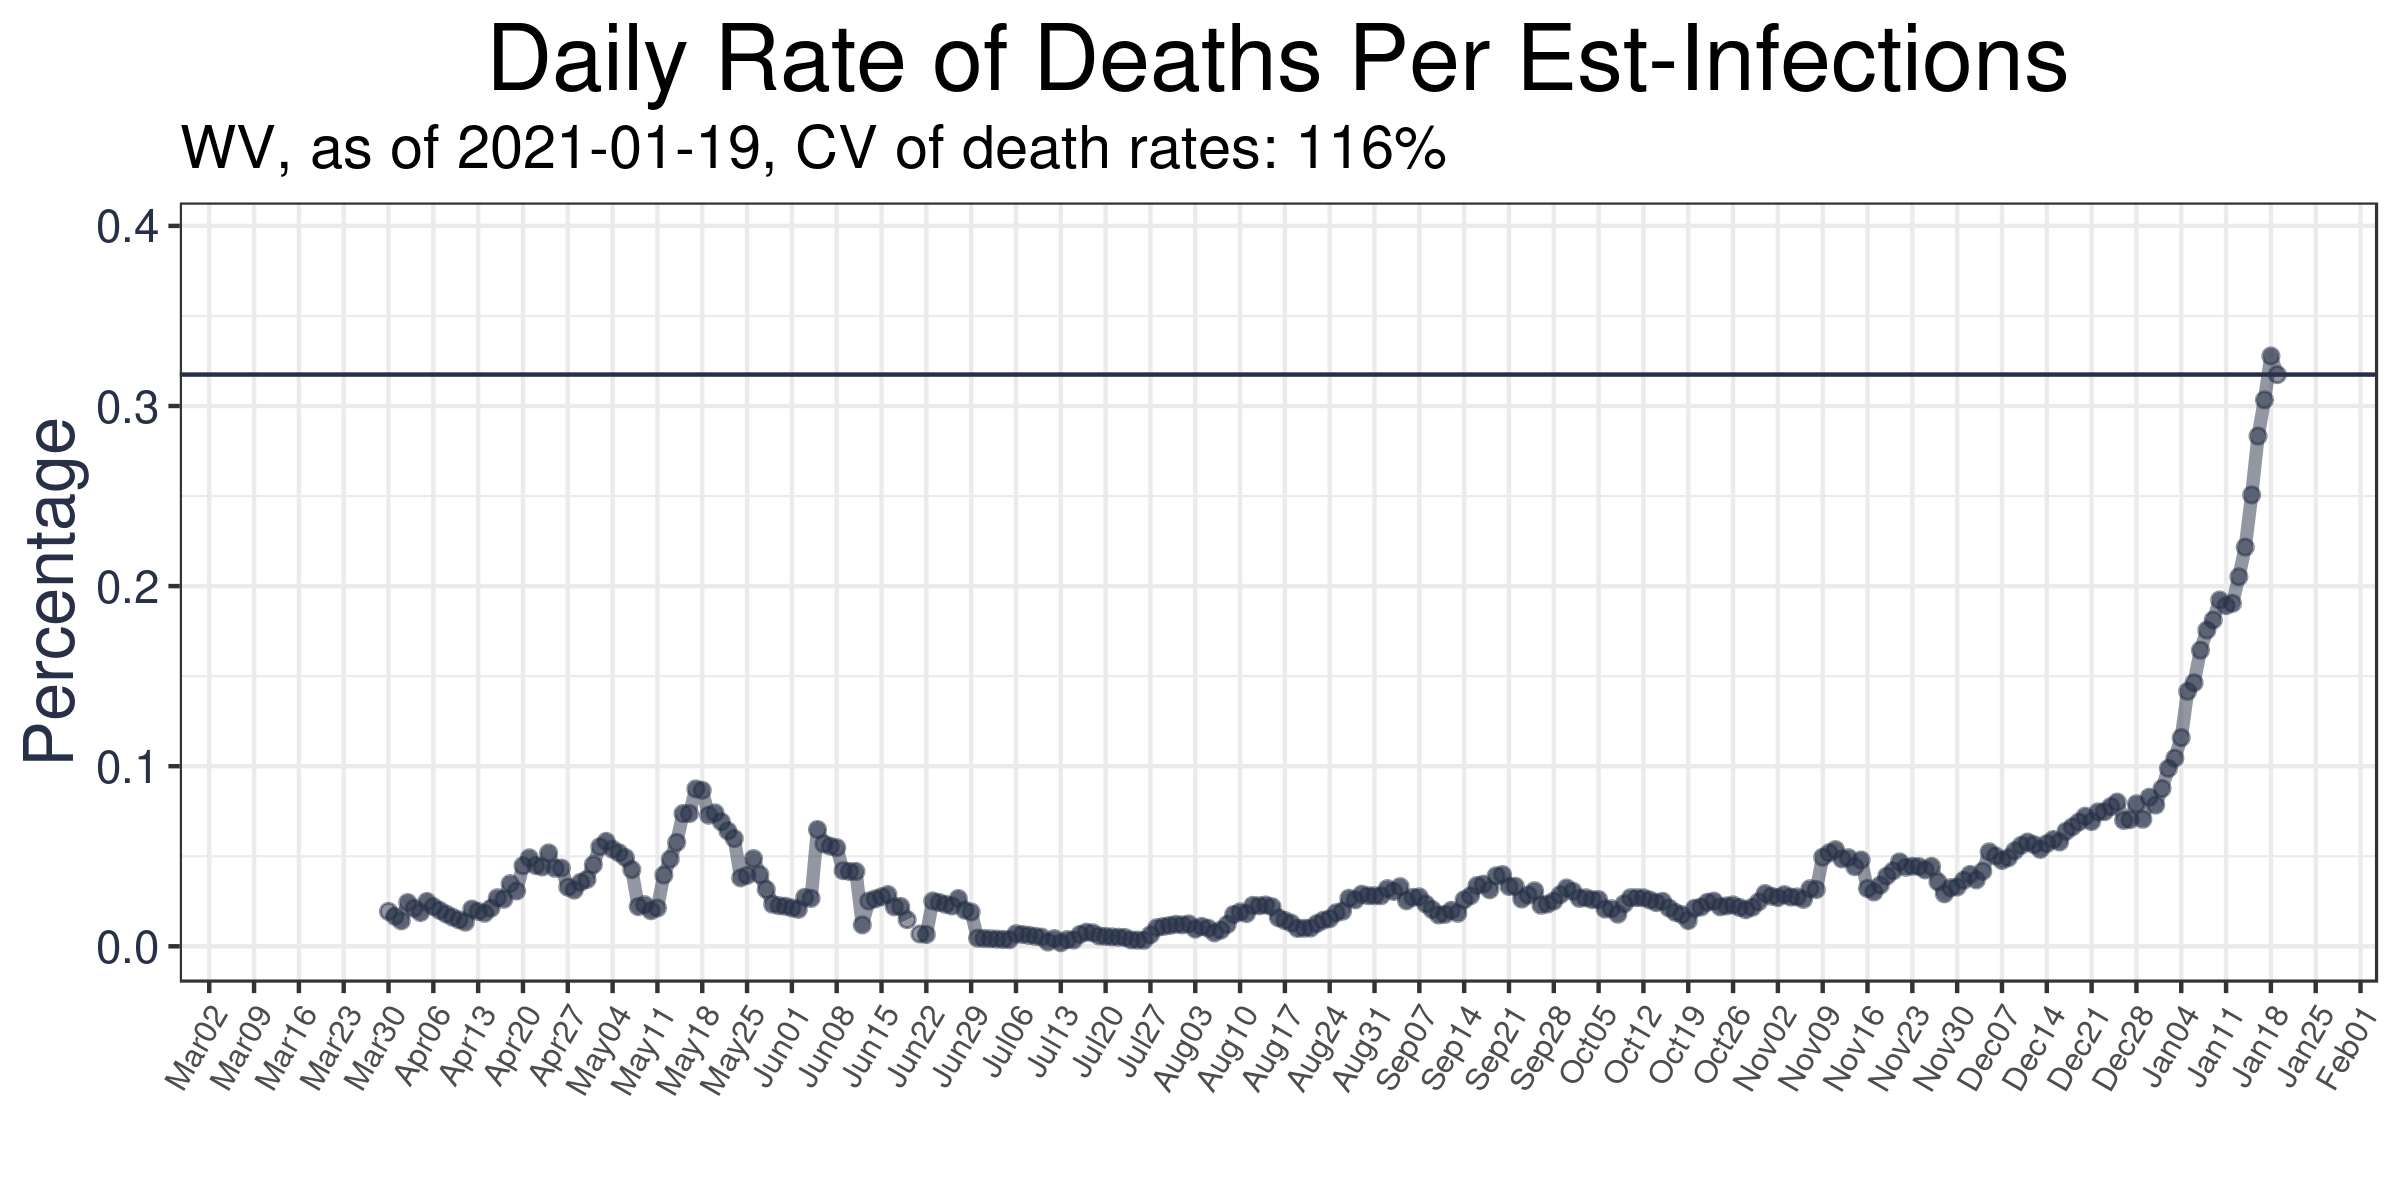 Daily Rate of Deaths Per Est-Infections
WV, as of 2021-01-19, CV of death rates: 116%
Percentage
0.4
0.3
0.2
0.1
0.0
Mar02
Mar09
Mar16
Mar23
Mar30
Apr06
Apr13
Apr20
Apr27
May04
May11
May18
May25
Jun01
Jun08
Jun15
Jun22
Jun29
Jul06
Jul13
Jul20
Jul27
Aug03
Aug10
Aug17
Aug24
Aug31
Sep07
Sep14
Sep21
Sep28
Oct05
Oct12
Oct19
Oct26
Nov02
Nov09
Nov16
Nov23
Nov30
Dec07
Dec14
Dec21
Dec28
Jan04
Jan11
Jan18
Jan25
Feb01